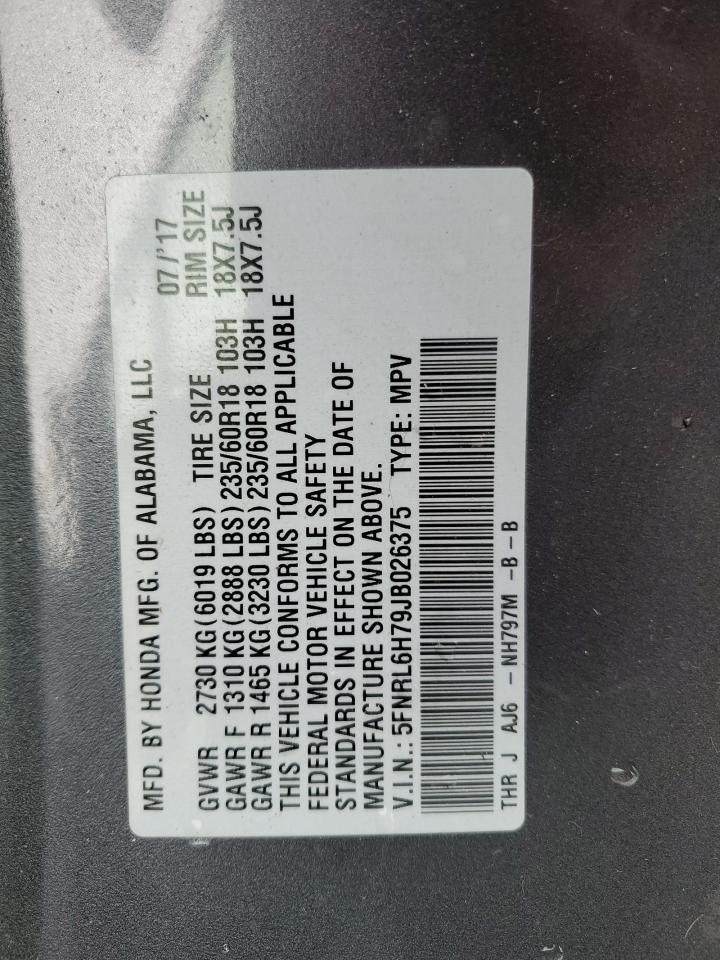 MFD. BY HONDA MFG. OF ALABAMA, LLC 07/'17
GVWR 2730 KG(6019 LBS) TIRE SIZE RIM SIZE
GAWR F 1310 KG(2888 LBS)235/60R18 103H 18X7.5J
GAWR R 1465 KG(3230 LBS)235/60R18 103H 18X7.5J
THIS VEHICLE CONFORMS TO ALL APPLICABLE
FEDERAL MOTOR VEHICLE SAFETY
STANDARDS IN EFFECT ON THE DATE OF
MANUFACTURE SHOWN ABOVE.
V.I.N.: 5FNRL6H79JB026375 TYPE: MPV
THR J AJ6 - NH797M -B -B